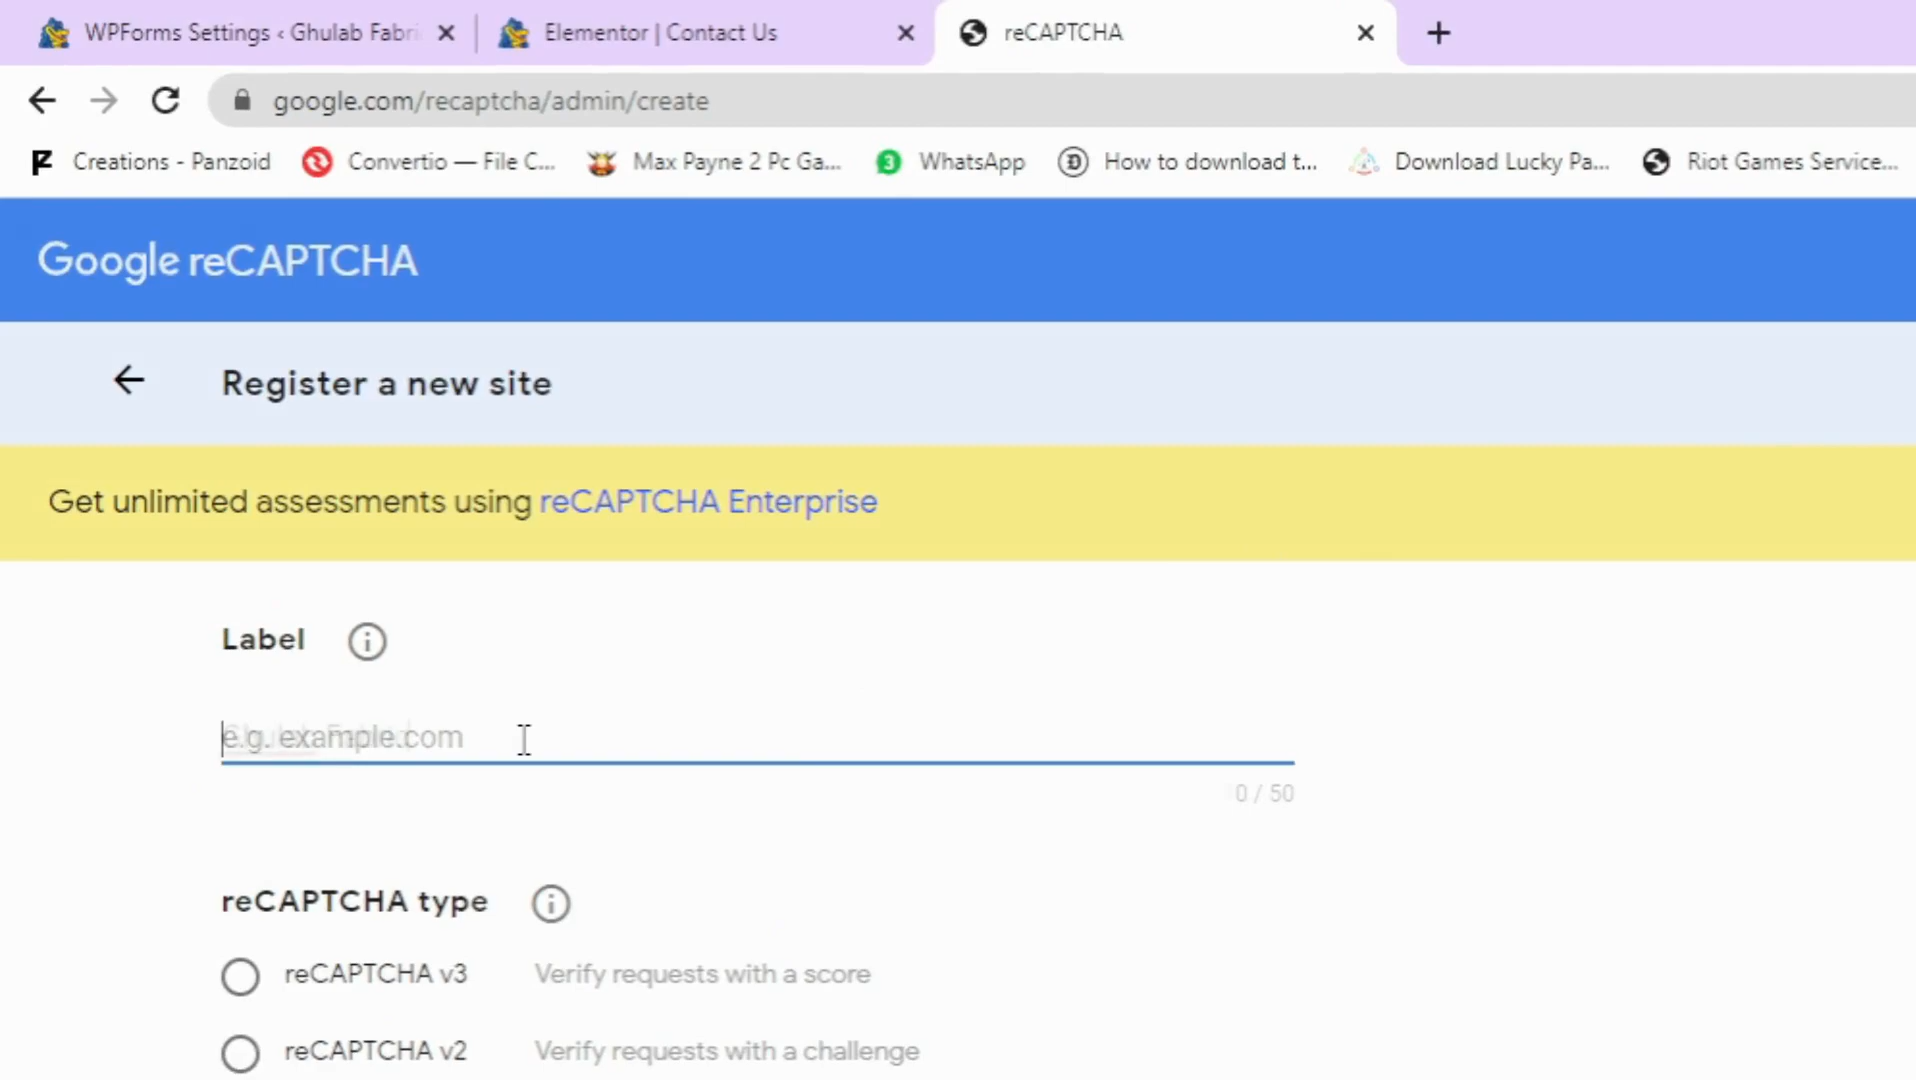 WPForms Settings ‹ Ghulab Fabri
Elementor | Contact Us
reCAPTCHA
google.com/recaptcha/admin/create
Creations - Panzoid
Convertio — File C...
Max Payne 2 Pc Ga...
3
WhatsApp
How to download t...
Download Lucky Pa...
Riot Games Service...
Google reCAPTCHA
Register a new site
Get unlimited assessments using reCAPTCHA Enterprise
Label
e.g. example.com
0 / 50
reCAPTCHA type
reCAPTCHA v3 Verify requests with a score
reCAPTCHA v2 Verify requests with a challenge